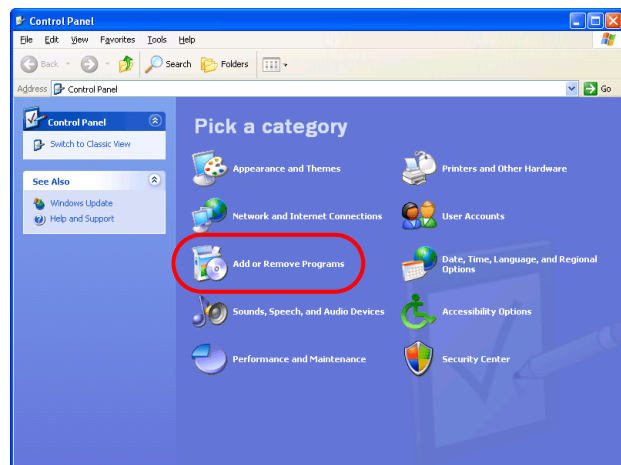 Control Panel
File Edit View Favorites Tools Help
Back Search Folders
Address Control Panel Go
Control Panel
Switch to Classic View
See Also
Windows Update
Help and Support
Pick a category
Appearance and Themes
Printers and Other Hardware
Network and Internet Connections
User Accounts
Add or Remove Programs
Date, Time, Language, and Regional
Options
Sounds, Speech, and Audio Devices
Accessibility Options
Performance and Maintenance
Security Center